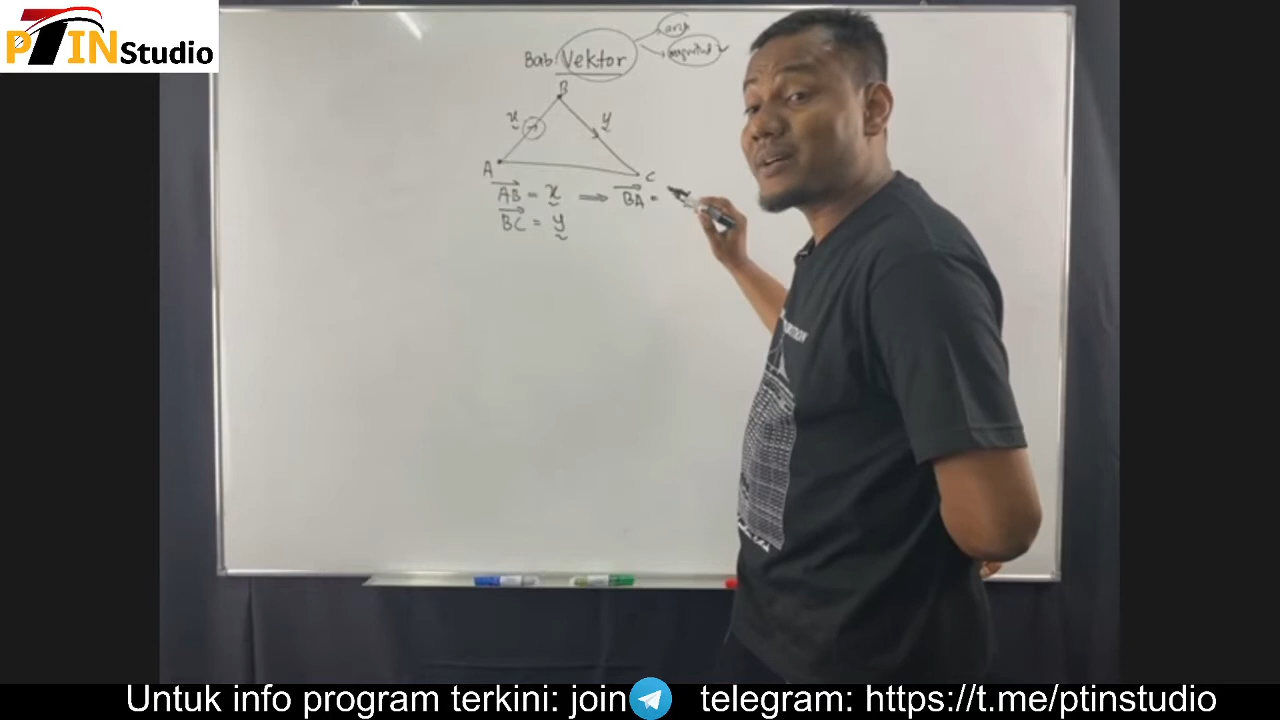 PTIN Studio
Bab: Vektor
arah
magnitud
B
x
y
A
C
AB = x ⟹ BA =
BC = y
Untuk info program terkini: join telegram: https://t.me/ptinstudio